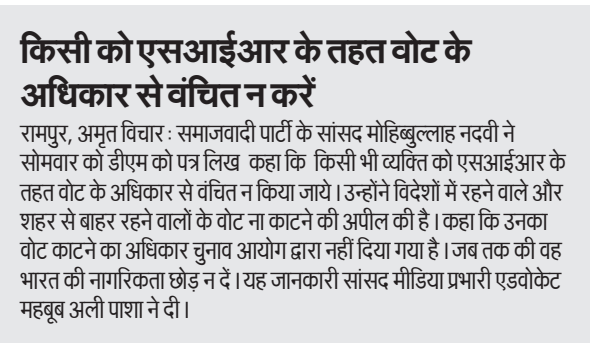 किसी को एसआईआर के तहत वोट के
अधिकार से वंचित न करें
रामपुर, अमृत विचार : समाजवादी पार्टी के सांसद मोहिब्बुल्लाह नदवी ने
सोमवार को डीएम को पत्र लिख कहा कि किसी भी व्यक्ति को एसआईआर के
तहत वोट के अधिकार से वंचित न किया जाये । उन्होंने विदेशों में रहने वाले और
शहर से बाहर रहने वालों के वोट ना काटने की अपील की है । कहा कि उनका
वोट काटने का अधिकार चुनाव आयोग द्वारा नहीं दिया गया है । जब तक की वह
भारत की नागरिकता छोड़ न दें । यह जानकारी सांसद मीडिया प्रभारी एडवोकेट
महबूब अली पाशा ने दी ।